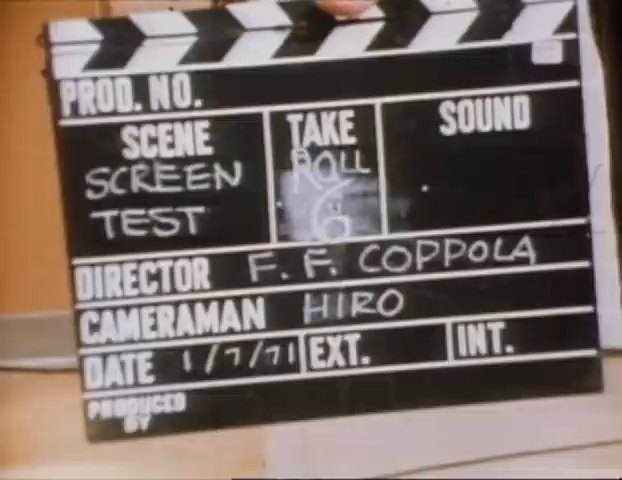 PROD. NO.
SCENE TAKE SOUND
SCREEN ROLL
TEST 6
DIRECTOR F. F. COPPOLA
CAMERAMAN HIRO
DATE 1/7/71 EXT. INT.
PRODUCED
BY